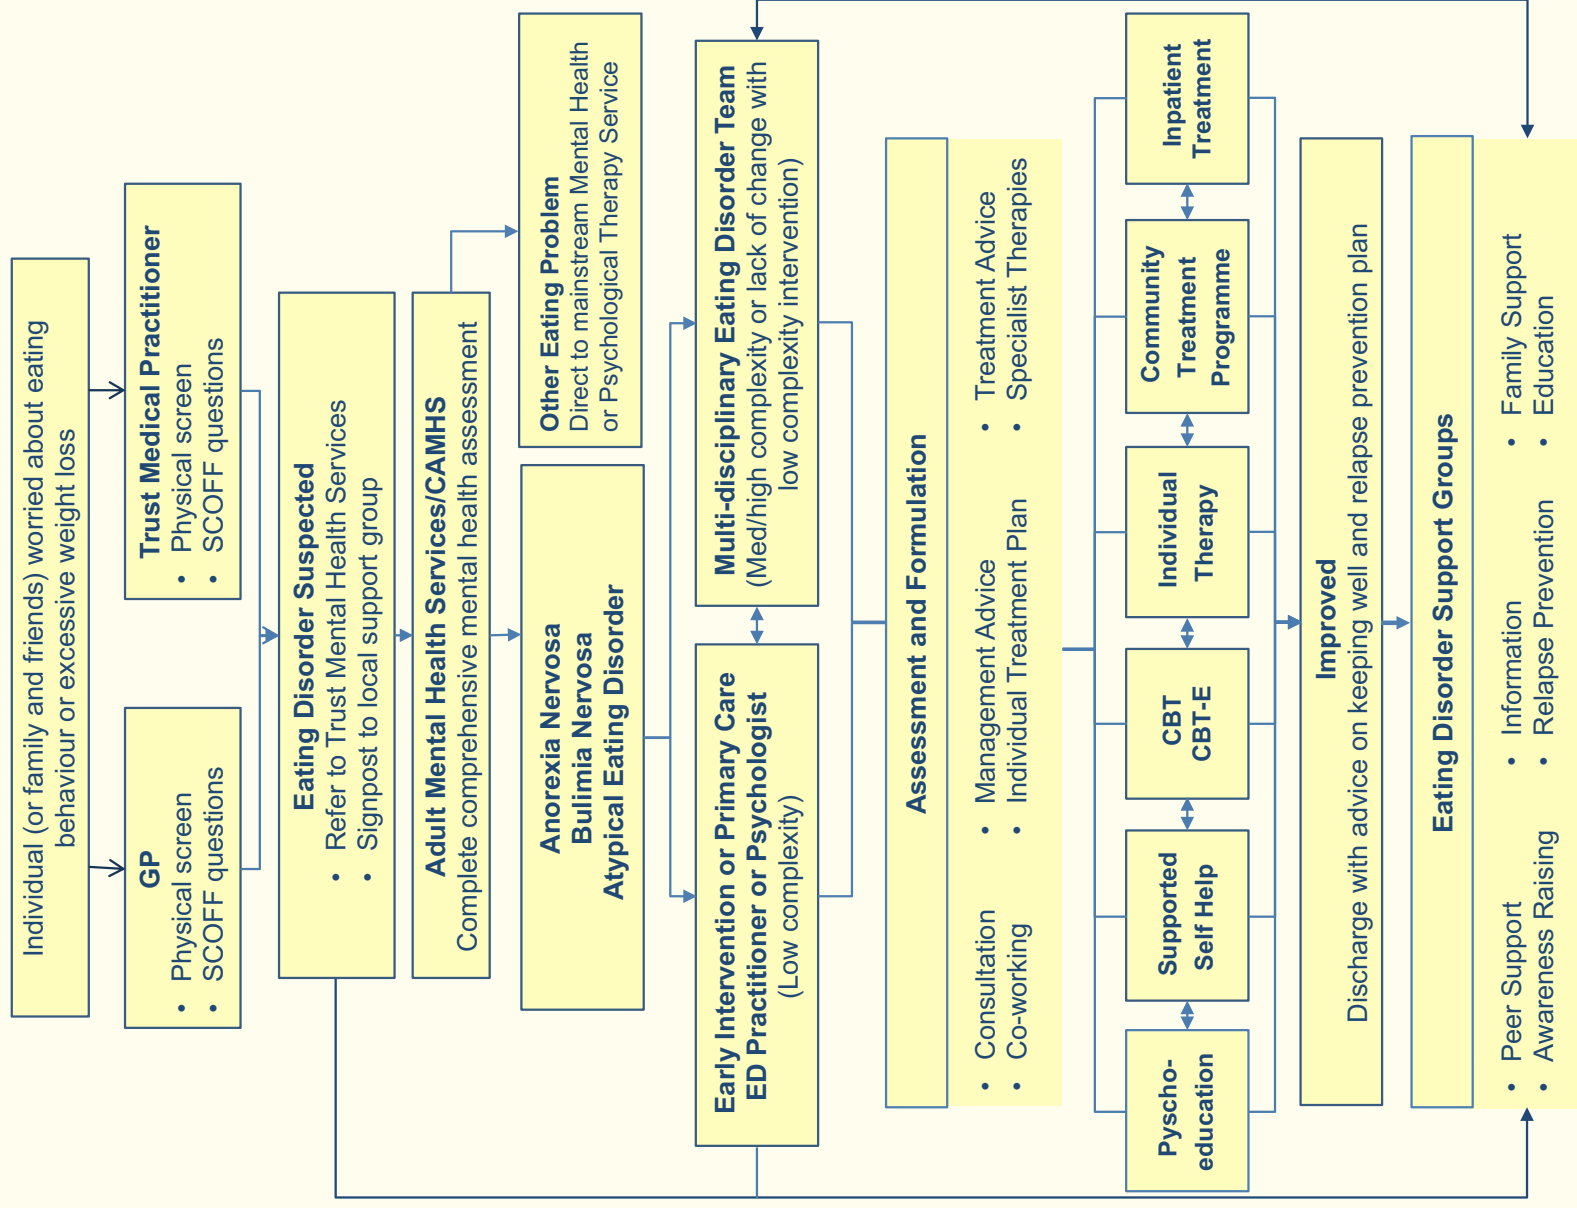 Individual (or family and friends) worried about eating
behaviour or excessive weight loss
GP
• Physical screen
• SCOFF questions
Trust Medical Practitioner
• Physical screen
• SCOFF questions
Eating Disorder Suspected
• Refer to Trust Mental Health Services
• Signpost to local support group
Adult Mental Health Services/CAMHS
Complete comprehensive mental health assessment
Anorexia Nervosa
Bulimia Nervosa
Atypical Eating Disorder
Other Eating Problem
Direct to mainstream Mental Health
or Psychological Therapy Service
Early Intervention or Primary Care
ED Practitioner or Psychologist
(Low complexity)
Multi-disciplinary Eating Disorder Team
(Med/high complexity or lack of change with
low complexity intervention)
Assessment and Formulation
• Consultation
• Co-working
• Management Advice
• Individual Treatment Plan
• Treatment Advice
• Specialist Therapies
Pyscho-
education
Supported
Self Help
CBT
CBT-E
Individual
Therapy
Community
Treatment
Programme
Inpatient
Treatment
Improved
Discharge with advice on keeping well and relapse prevention plan
Eating Disorder Support Groups
• Peer Support
• Awareness Raising
• Information
• Relapse Prevention
• Family Support
• Education